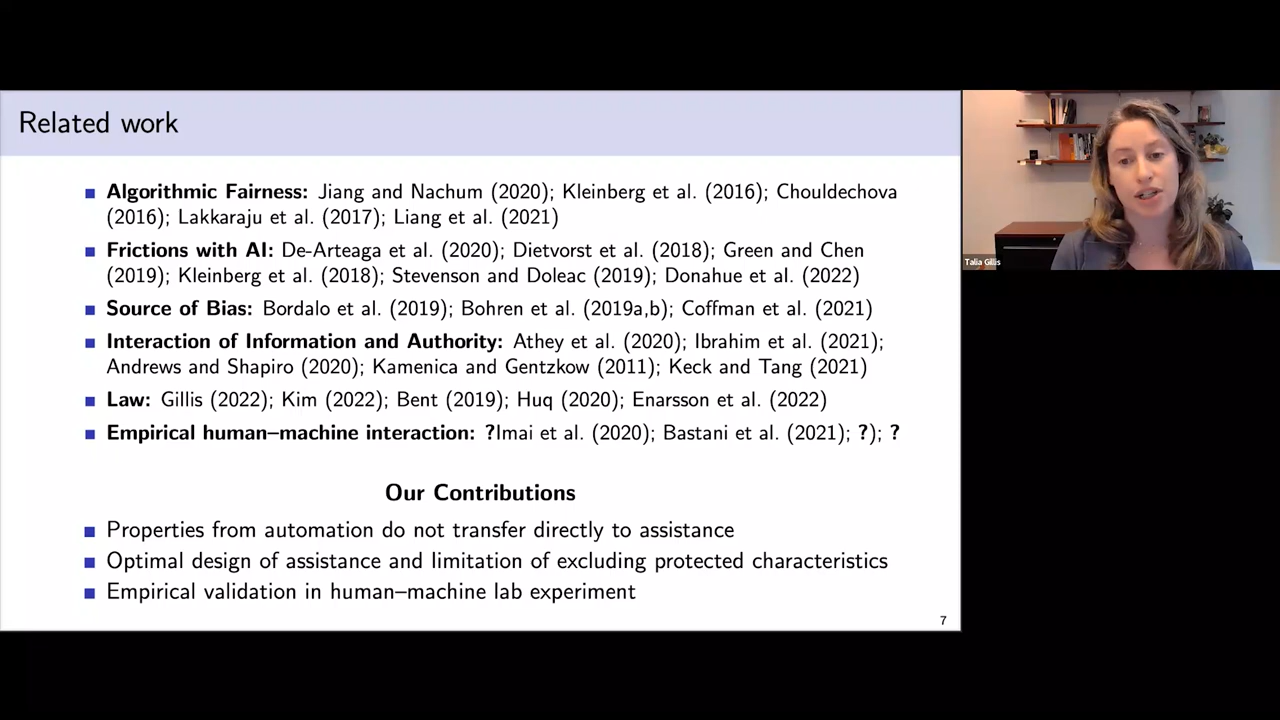 Related work
Algorithmic Fairness: Jiang and Nachum (2020); Kleinberg et al. (2016); Chouldechova
(2016); Lakkaraju et al. (2017); Liang et al. (2021)
Frictions with AI: De-Arteaga et al. (2020); Dietvorst et al. (2018); Green and Chen
(2019); Kleinberg et al. (2018); Stevenson and Doleac (2019); Donahue et al. (2022)
Source of Bias: Bordalo et al. (2019); Bohren et al. (2019a,b); Coffman et al. (2021)
Interaction of Information and Authority: Athey et al. (2020); Ibrahim et al. (2021);
Andrews and Shapiro (2020); Kamenica and Gentzkow (2011); Keck and Tang (2021)
Law: Gillis (2022); Kim (2022); Bent (2019); Huq (2020); Enarsson et al. (2022)
Empirical human–machine interaction: ?Imai et al. (2020); Bastani et al. (2021); ?); ?
Our Contributions
Properties from automation do not transfer directly to assistance
Optimal design of assistance and limitation of excluding protected characteristics
Empirical validation in human–machine lab experiment
7
Talia Gillis